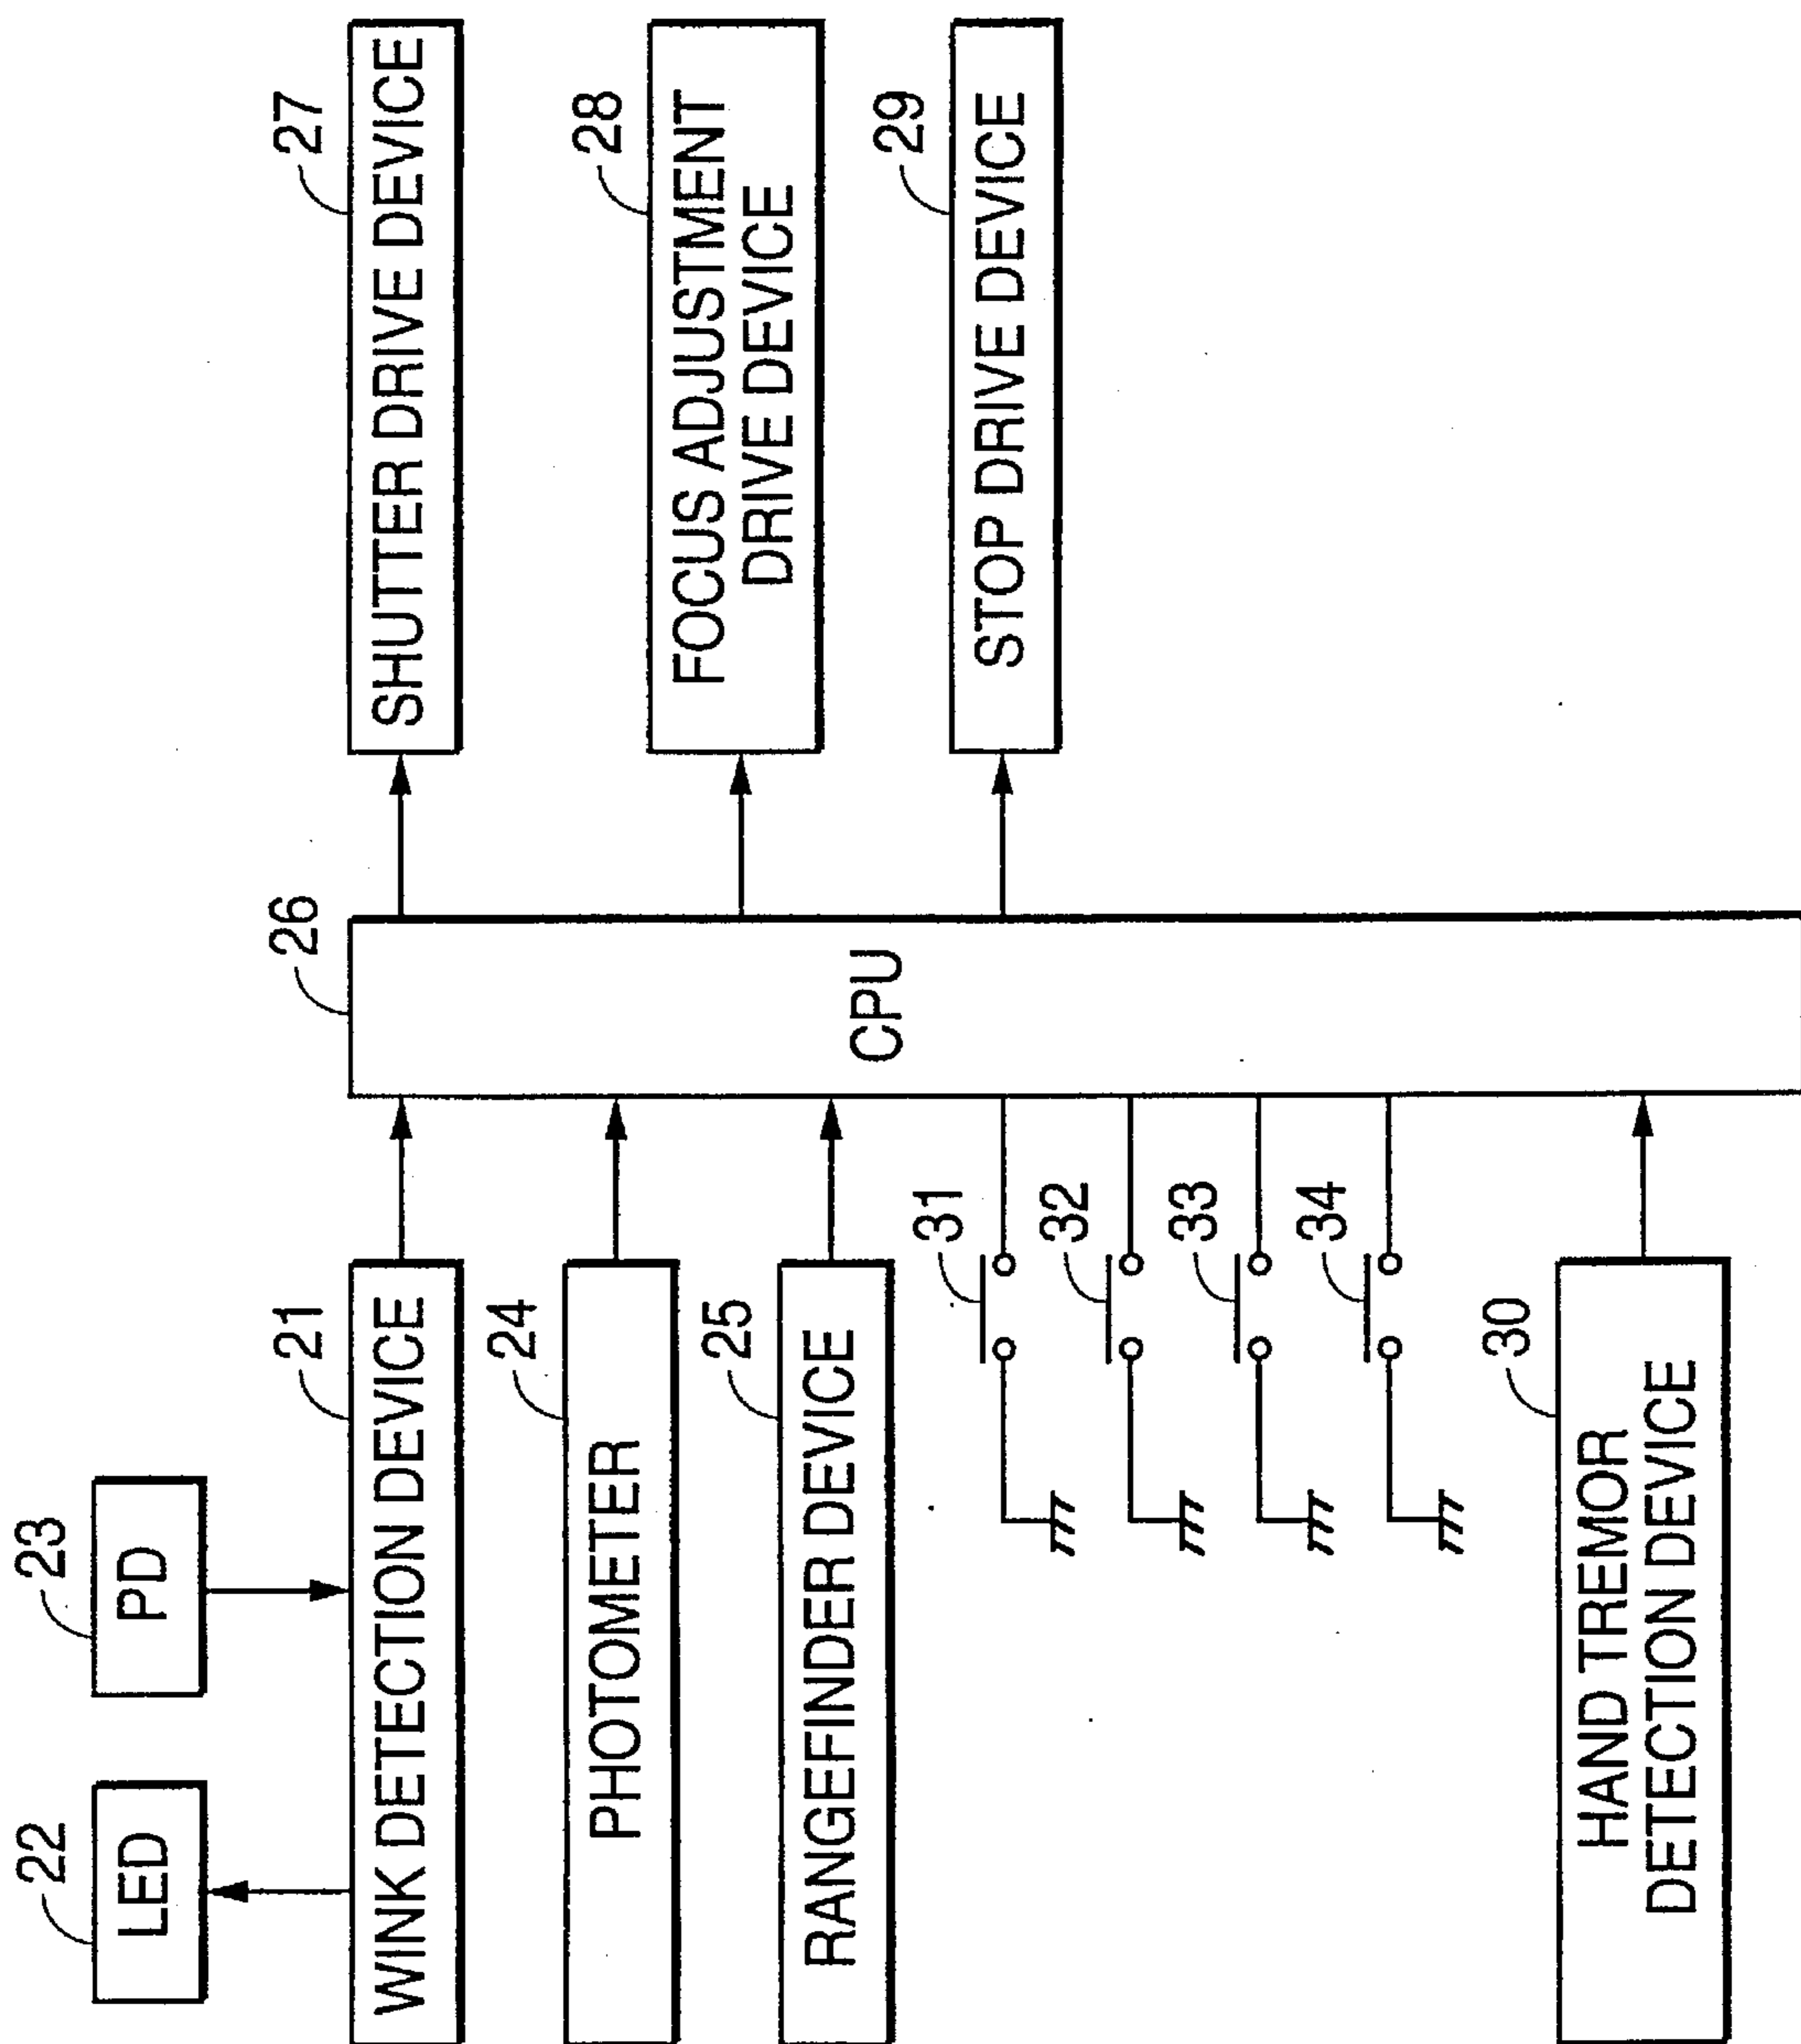 22
LED
23
PD
21
WINK DETECTION DEVICE
24
PHOTOMETER
25
RANGEFINDER DEVICE
31
32
33
34
30
HAND TREMOR
DETECTION DEVICE
26
CPU
27
SHUTTER DRIVE DEVICE
28
FOCUS ADJUSTMENT
DRIVE DEVICE
29
STOP DRIVE DEVICE